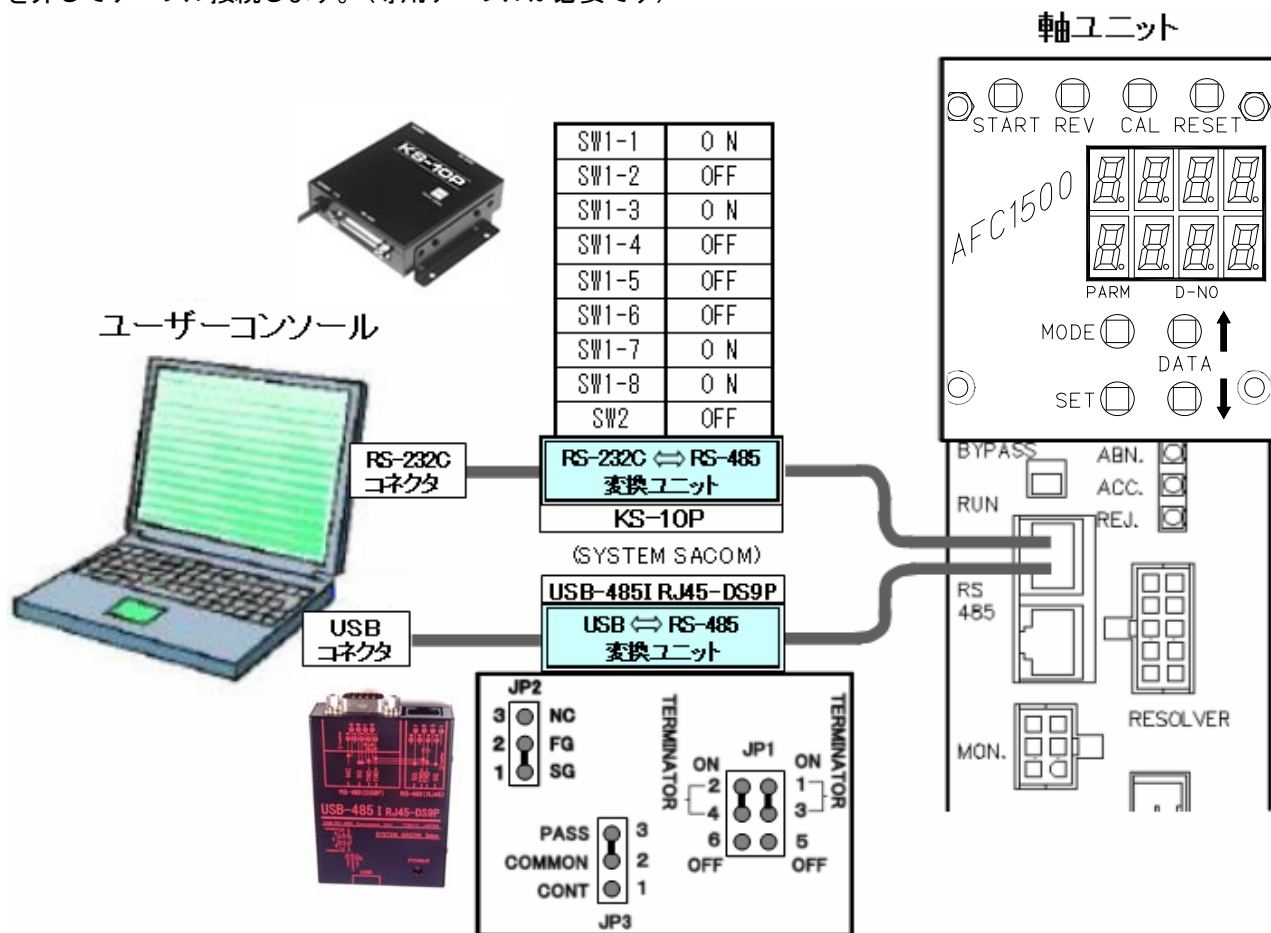 を外してケーブル接続します。（専用ケーブルが必要です）
軸ユニット
START REV CAL RESET
AFC1500
PARM D-NO
MODE
DATA
SET
KS-10P
SW1-1 ON
SW1-2 OFF
SW1-3 ON
SW1-4 OFF
SW1-5 OFF
SW1-6 OFF
SW1-7 ON
SW1-8 ON
SW2 OFF
ユーザーコンソール
RS-232C
コネクタ
RS-232C ⇔ RS-485
変換ユニット
KS-10P
(SYSTEM SACOM)
USB-485I RJ45-DS9P
USB ⇔ RS-485
変換ユニット
USB
コネクタ
BYPASS
RUN
ABN.
ACC.
REJ.
RS
485
RESOLVER
MON.
JP2
3 NC
2 FG
1 SG
PASS 3
COMMON 2
CONT 1
JP3
TERMINATOR
JP1
TERMINATOR
ON ON
2 1
4 3
6 5
OFF OFF
USB-485I RJ45-DS9P